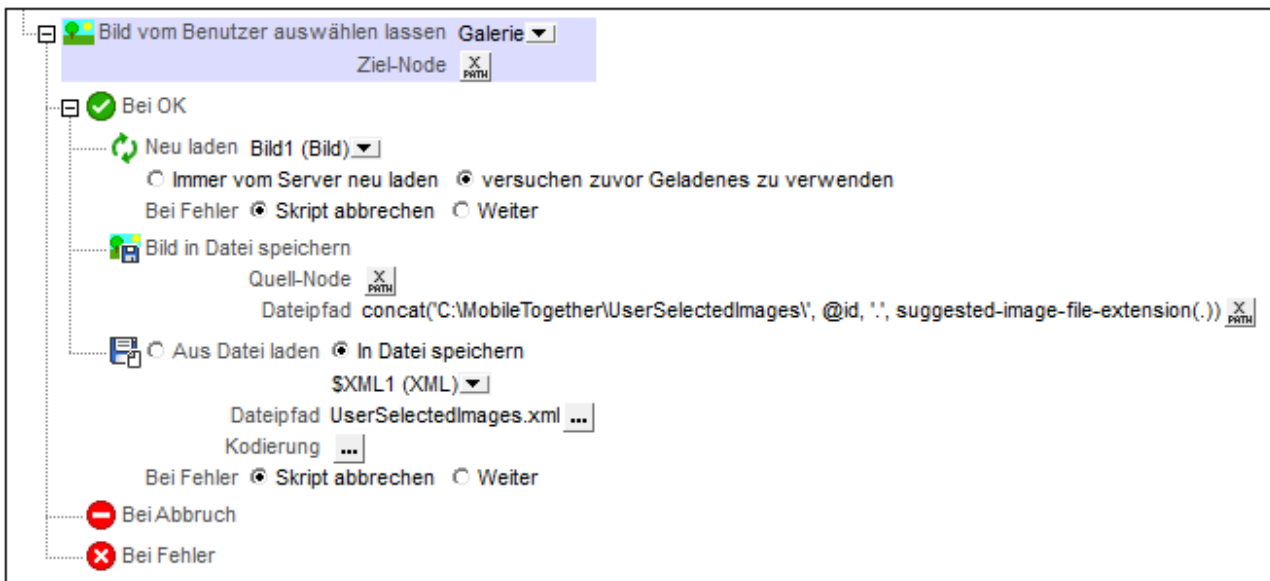 Bild vom Benutzer auswählen lassen Galerie
Ziel-Node X PATH
Bei OK
Neu laden Bild1 (Bild)
Immer vom Server neu laden versuchen zuvor Geladenes zu verwenden
Bei Fehler Skript abbrechen Weiter
Bild in Datei speichern
Quell-Node X PATH
Dateipfad concat('C:\MobileTogether\UserSelectedImages\', @id, '.', suggested-image-file-extension(.)) X PATH
Aus Datei laden In Datei speichern
$XML1 (XML)
Dateipfad UserSelectedImages.xml ...
Kodierung ...
Bei Fehler Skript abbrechen Weiter
Bei Abbruch
Bei Fehler